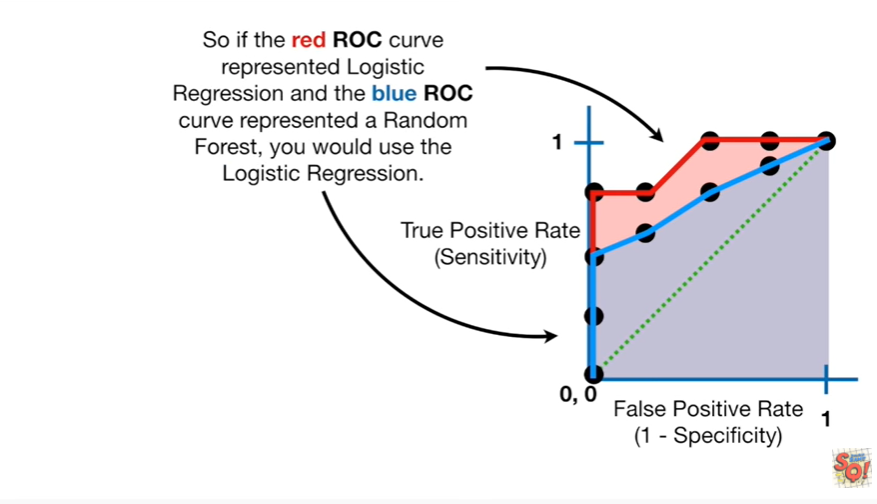 So if the red ROC curve
represented Logistic
Regression and the blue ROC
curve represented a Random
Forest, you would use the
Logistic Regression.
1
True Positive Rate
(Sensitivity)
0, 0
False Positive Rate
(1 - Specificity)
1
SQ!